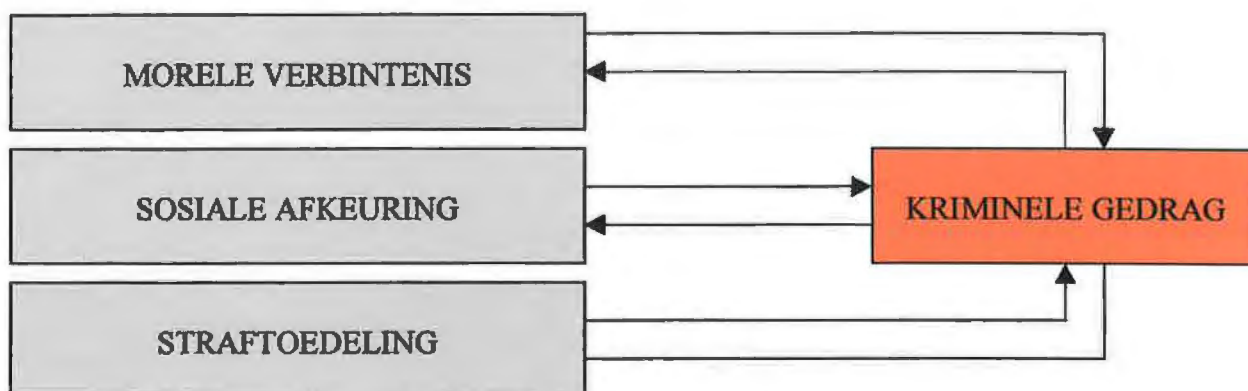 MORELE VERBINTENIS
SOSIALE AFKEURING
KRIMINELE GEDRAG
STRAFTOEDELING